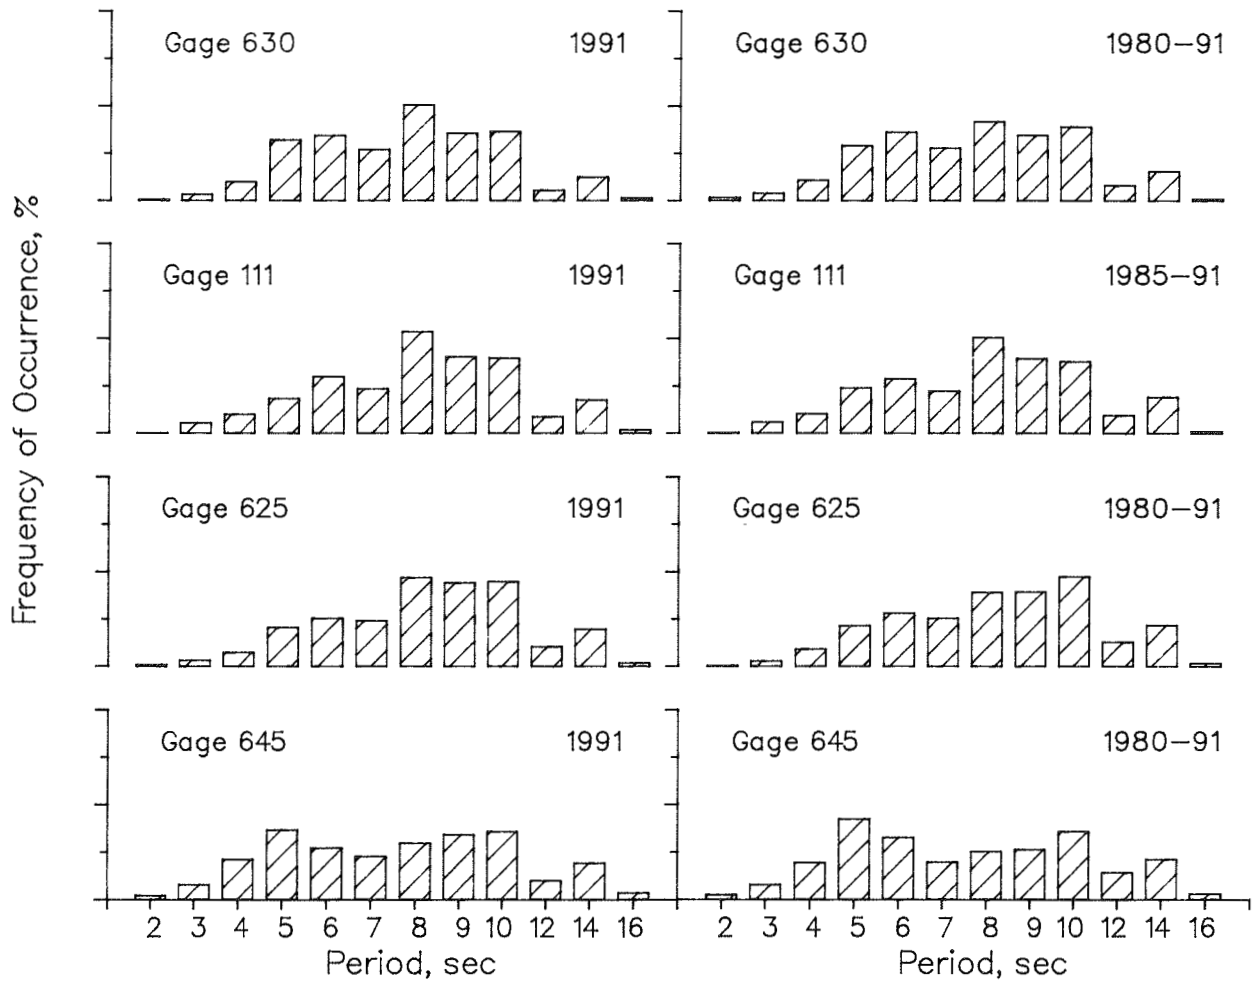 Frequency of Occurrence, %
Gage 630 1991
Gage 630 1980-91
Gage 111 1991
Gage 111 1985-91
Gage 625 1991
Gage 625 1980-91
Gage 645 1991
Gage 645 1980-91
2 3 4 5 6 7 8 9 10 12 14 16
2 3 4 5 6 7 8 9 10 12 14 16
Period, sec
Period, sec